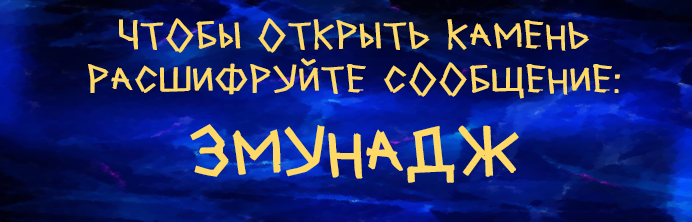 ЧТОБЫ ОТКРЫТЬ КАМЕНЬ
РАСШИФРУЙТЕ СООБЩЕНИЕ:
ЗМУНАДЖ